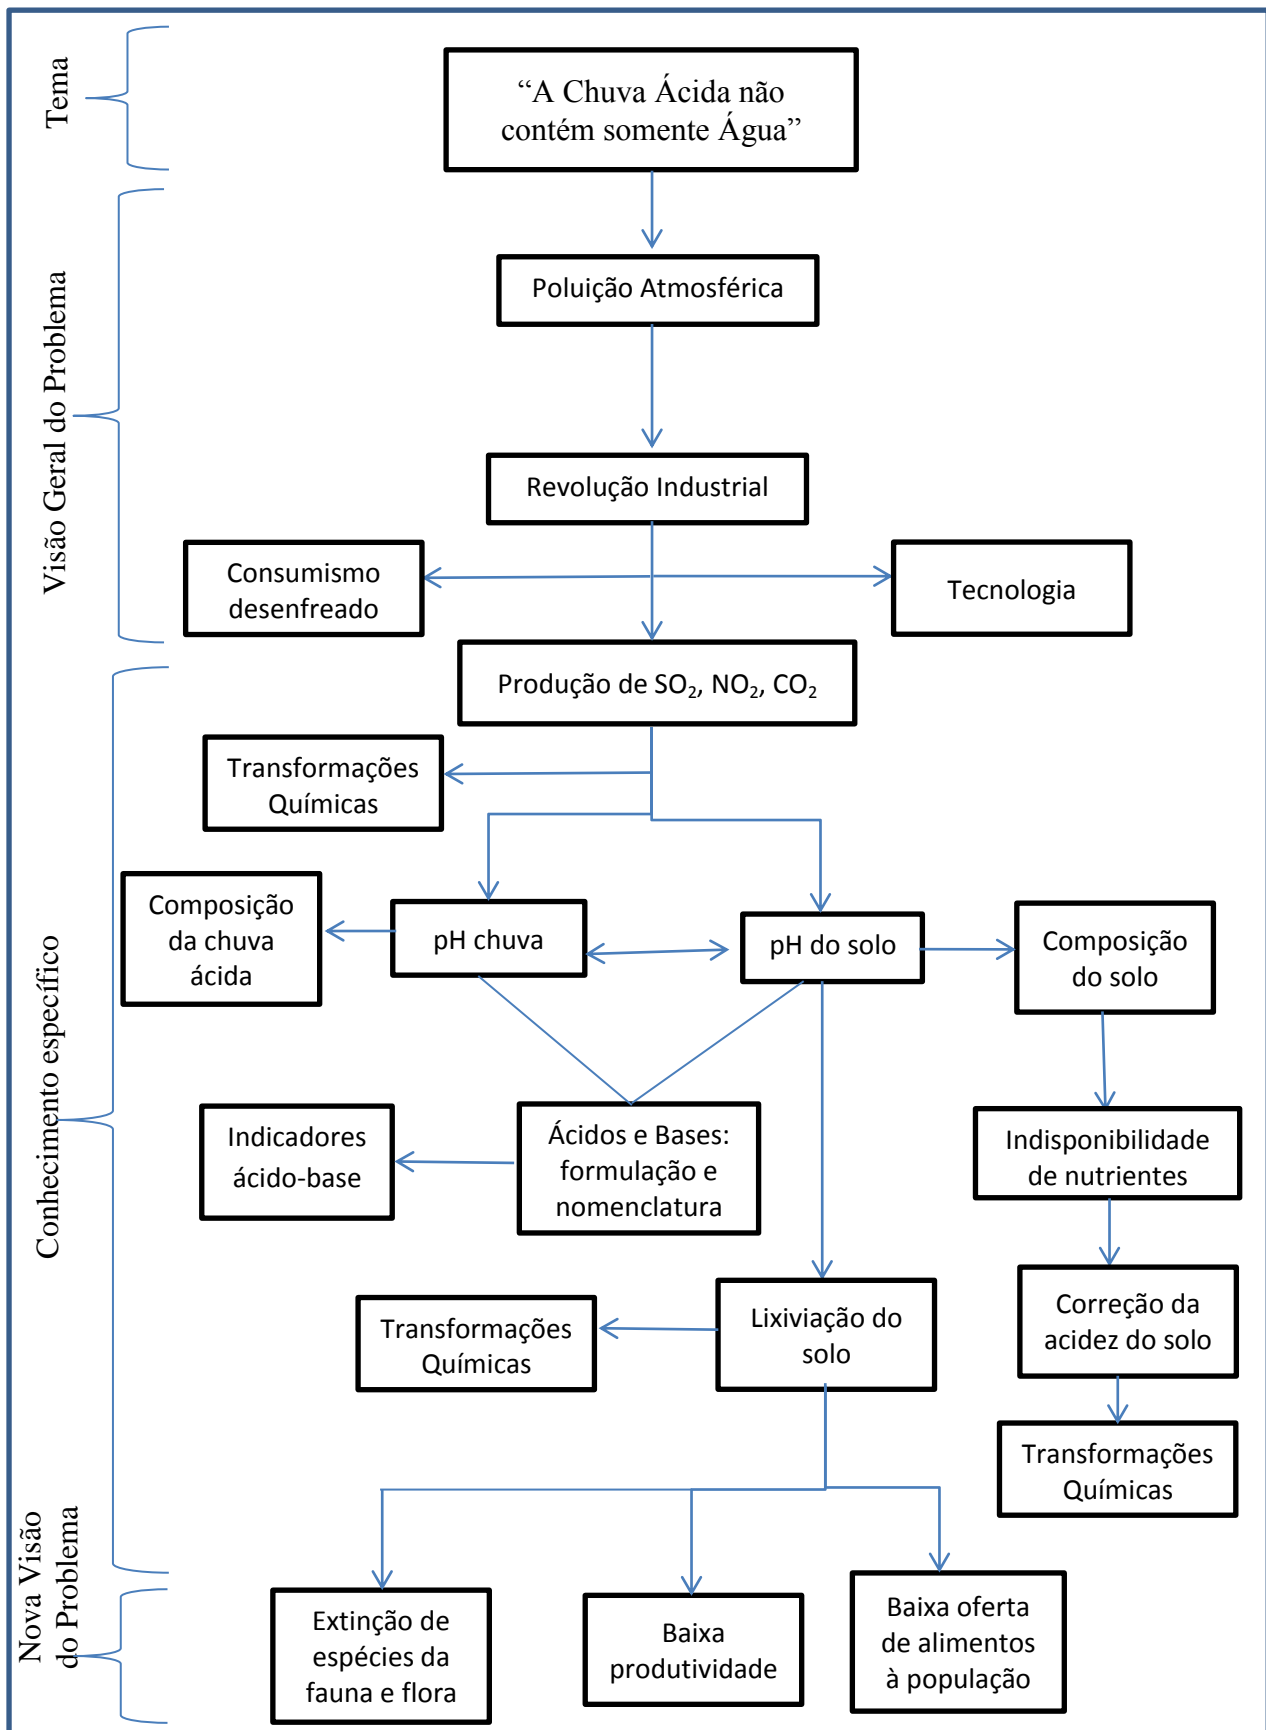 Tema
“A Chuva Ácida não
contém somente Água”
Visão Geral do Problema
Poluição Atmosférica
Revolução Industrial
Consumismo
desenfreado
Tecnologia
Produção de SO₂, NO₂, CO₂
Conhecimento específico
Transformações
Químicas
Composição
da chuva
ácida
pH chuva
pH do solo
Composição
do solo
Indicadores
ácido-base
Ácidos e Bases:
formulação e
nomenclatura
Indisponibilidade
de nutrientes
Transformações
Químicas
Lixiviação do
solo
Correção da
acidez do solo
Transformações
Químicas
Nova Visão
do Problema
Extinção de
espécies da
fauna e flora
Baixa
produtividade
Baixa oferta
de alimentos
à população